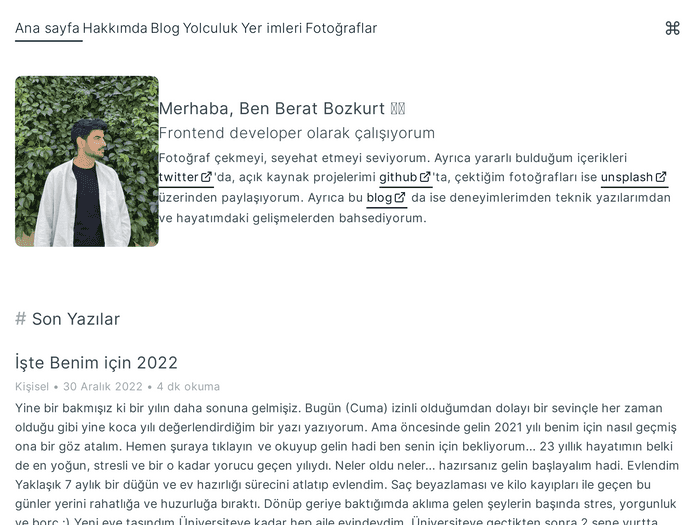 Ana sayfa Hakkımda Blog Yolculuk Yer imleri Fotoğraflar
Merhaba, Ben Berat Bozkurt
Frontend developer olarak çalışıyorum
Fotoğraf çekmeyi, seyehat etmeyi seviyorum. Ayrıca yararlı bulduğum içerikleri
twitter'da, açık kaynak projelerimi github'ta, çektiğim fotoğrafları ise unsplash
üzerinden paylaşıyorum. Ayrıca bu blog da ise deneyimlerimden teknik yazılarımdan
ve hayatımdaki gelişmelerden bahsediyorum.
# Son Yazılar
İşte Benim için 2022
Kişisel • 30 Aralık 2022 • 4 dk okuma
Yine bir bakmışız ki bir yılın daha sonuna gelmişiz. Bugün (Cuma) izinli olduğumdan dolayı bir sevinçle her zaman
olduğu gibi yine koca yılı değerlendirdiğim bir yazı yazıyorum. Ama öncesinde gelin 2021 yılı benim için nasıl geçmiş
ona bir göz atalım. Hemen şuraya tıklayın ve okuyup gelin hadi ben senin için bekliyorum... 23 yıllık hayatımın belki
de en yoğun, stresli ve bir o kadar yorucu geçen yılıydı. Neler oldu neler... hazırsanız gelin başlayalım hadi. Evlendim
Yaklaşık 7 aylık bir düğün ve ev hazırlığı sürecini atlatıp evlendim. Saç beyazlaması ve kilo kayıpları ile geçen bu
günler yerini rahatlığa ve huzurluğa bıraktı. Dönüp geriye baktığımda aklıma gelen şeylerin başında stres, yorgunluk
ve borç :) Yeni eve taşındım Üniversiteye kadar hep aile evindeydim. Üniversiteye geçtikten sonra 2 sene yurtta